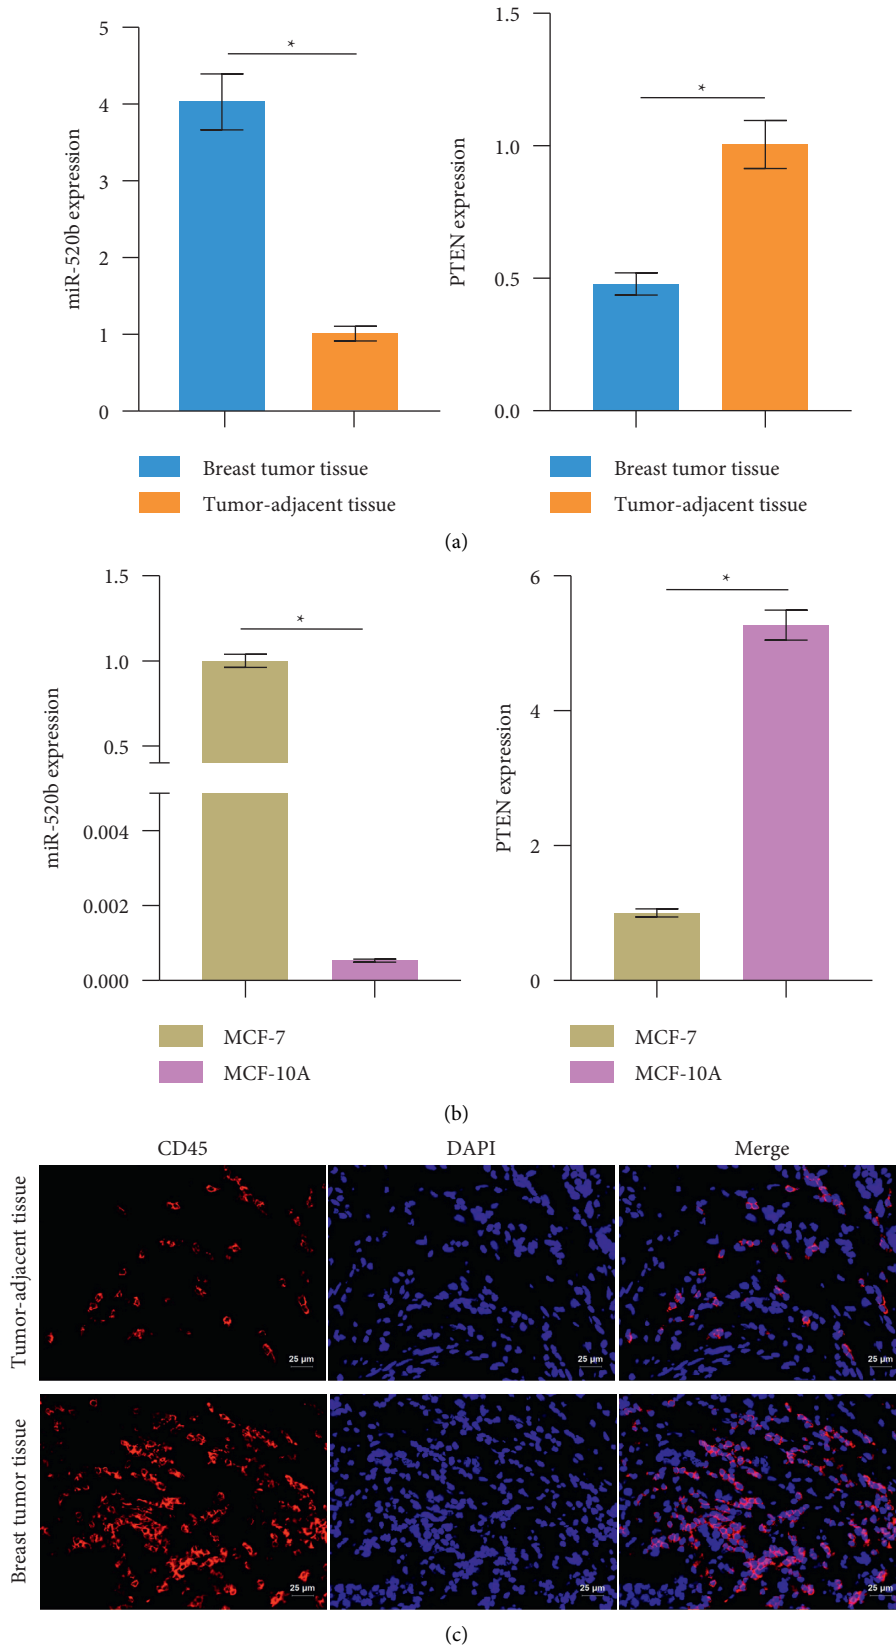 miR-520b expression
5
4
3
2
1
0
*
Breast tumor tissue
Tumor-adjacent tissue
PTEN expression
1.5
1.0
0.5
0.0
*
Breast tumor tissue
Tumor-adjacent tissue
(a)
miR-520b expression
1.5
1.0
0.5
0.004
0.002
0.000
*
MCF-7
MCF-10A
PTEN expression
6
4
2
0
*
MCF-7
MCF-10A
(b)
CD45
DAPI
Merge
Tumor-adjacent tissue
25 μm
25 μm
25 μm
Breast tumor tissue
25 μm
25 μm
25 μm
(c)